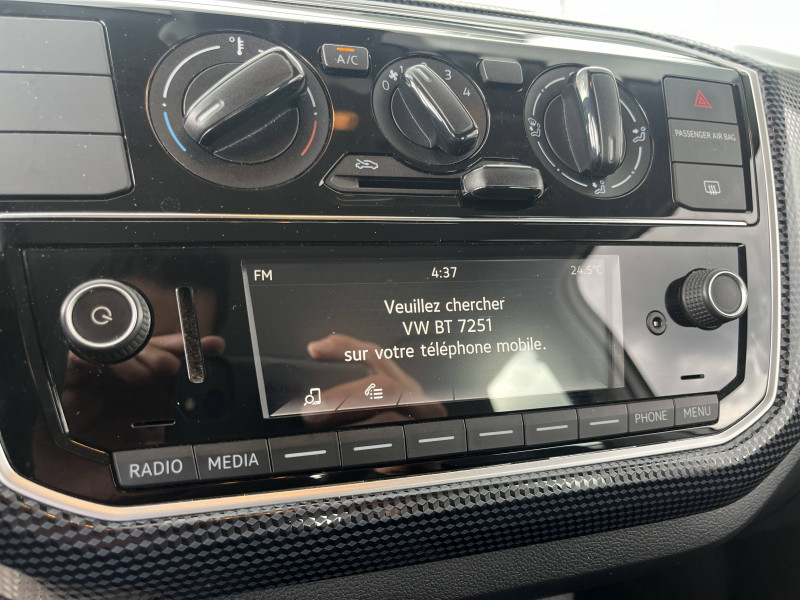 A/C
0
3
4
PASSENGER AIR BAG
FM 4:37 24.5°C
Veuillez chercher
VW BT 7251
sur votre téléphone mobile.
RADIO MEDIA PHONE MENU